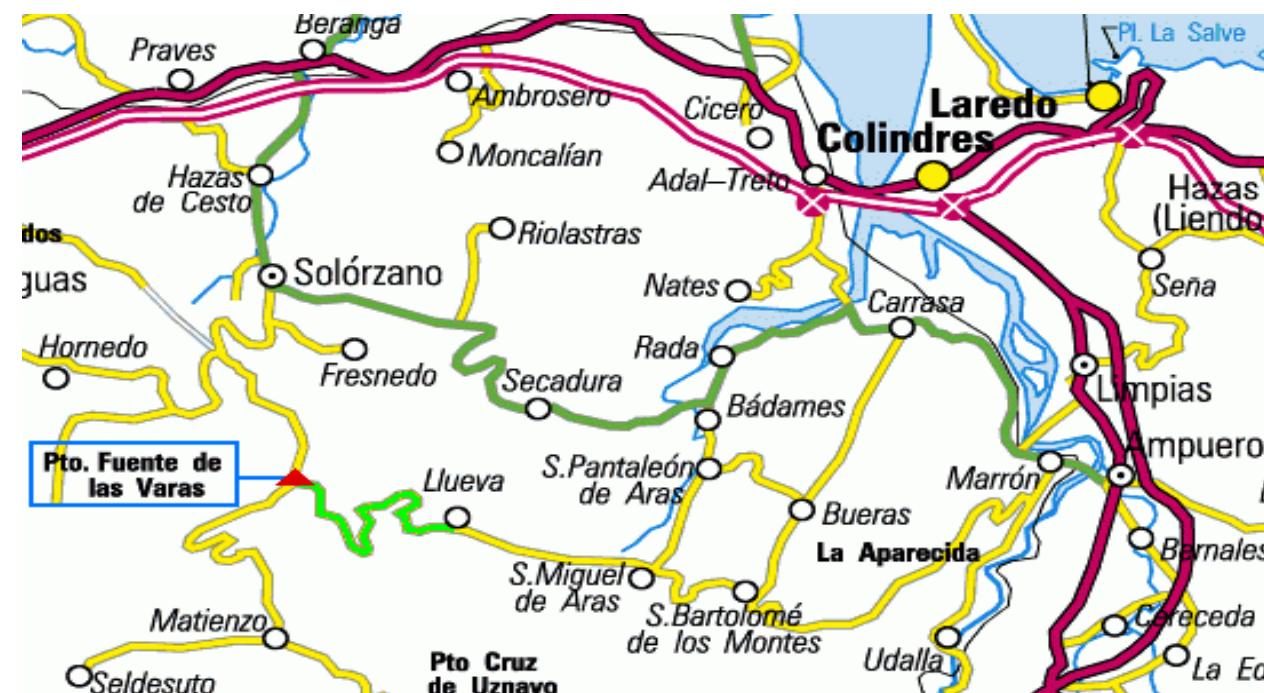 Beranga
Pl. La Salve
Praves
Ambrosero
Cicero
Laredo
Colindres
Moncalían
Hazas
de Cesto
Adal-Treto
Hazas
(Liendo
dos
Riolastras
guas
Solórzano
Nates
Carrasa
Seña
Hornedo
Fresnedo
Rada
Secadura
Bádames
Limpias
Pto. Fuente de
las Varas
Llueva
S.Pantaleón
de Aras
Ampuero
Marrón
Bueras
La Aparecida
Bárnales
S.Miguel
de Aras
S.Bartolomé
de los Montes
Cereceda
Matienzo
Udalla
La Ed
Pto Cruz
de Uznayo
Seldesuto